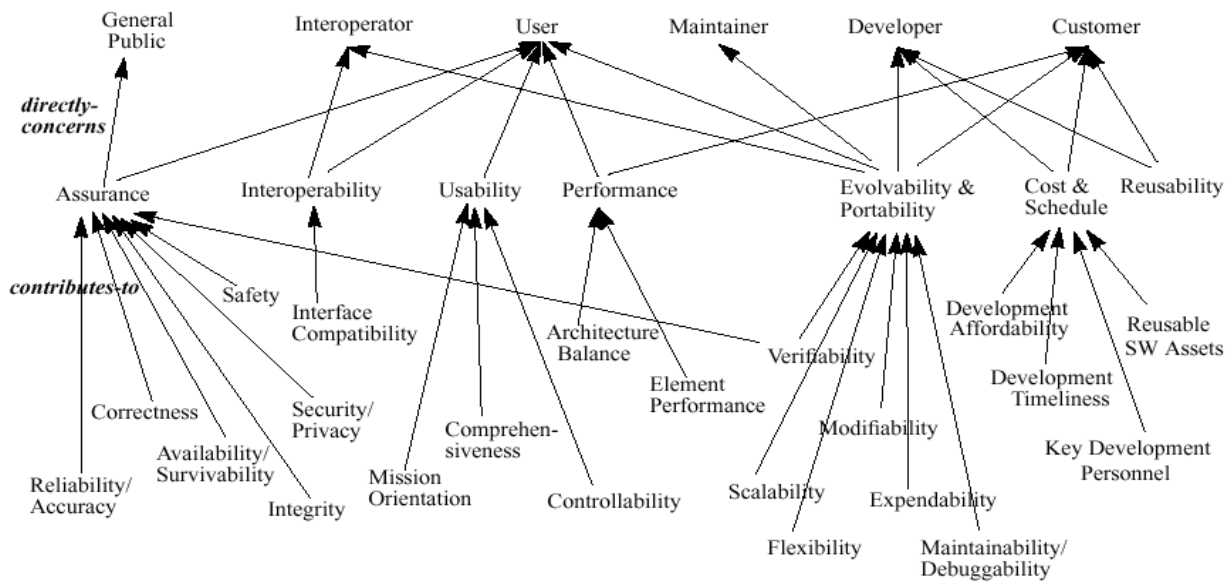 General
Public
Interoperator
User
Maintainer
Developer
Customer
directly-
concerns
Assurance
Interoperability
Usability
Performance
Evolvability &
Portability
Cost &
Schedule
Reusability
contributes-to
Safety
Interface
Compatibility
Architecture
Balance
Verifiability
Development
Affordability
Reusable
SW Assets
Correctness
Security/
Privacy
Element
Performance
Development
Timeliness
Availability/
Survivability
Comprehen-
siveness
Modifiability
Key Development
Personnel
Reliability/
Accuracy
Integrity
Mission
Orientation
Controllability
Scalability
Expendability
Flexibility
Maintainability/
Debuggability